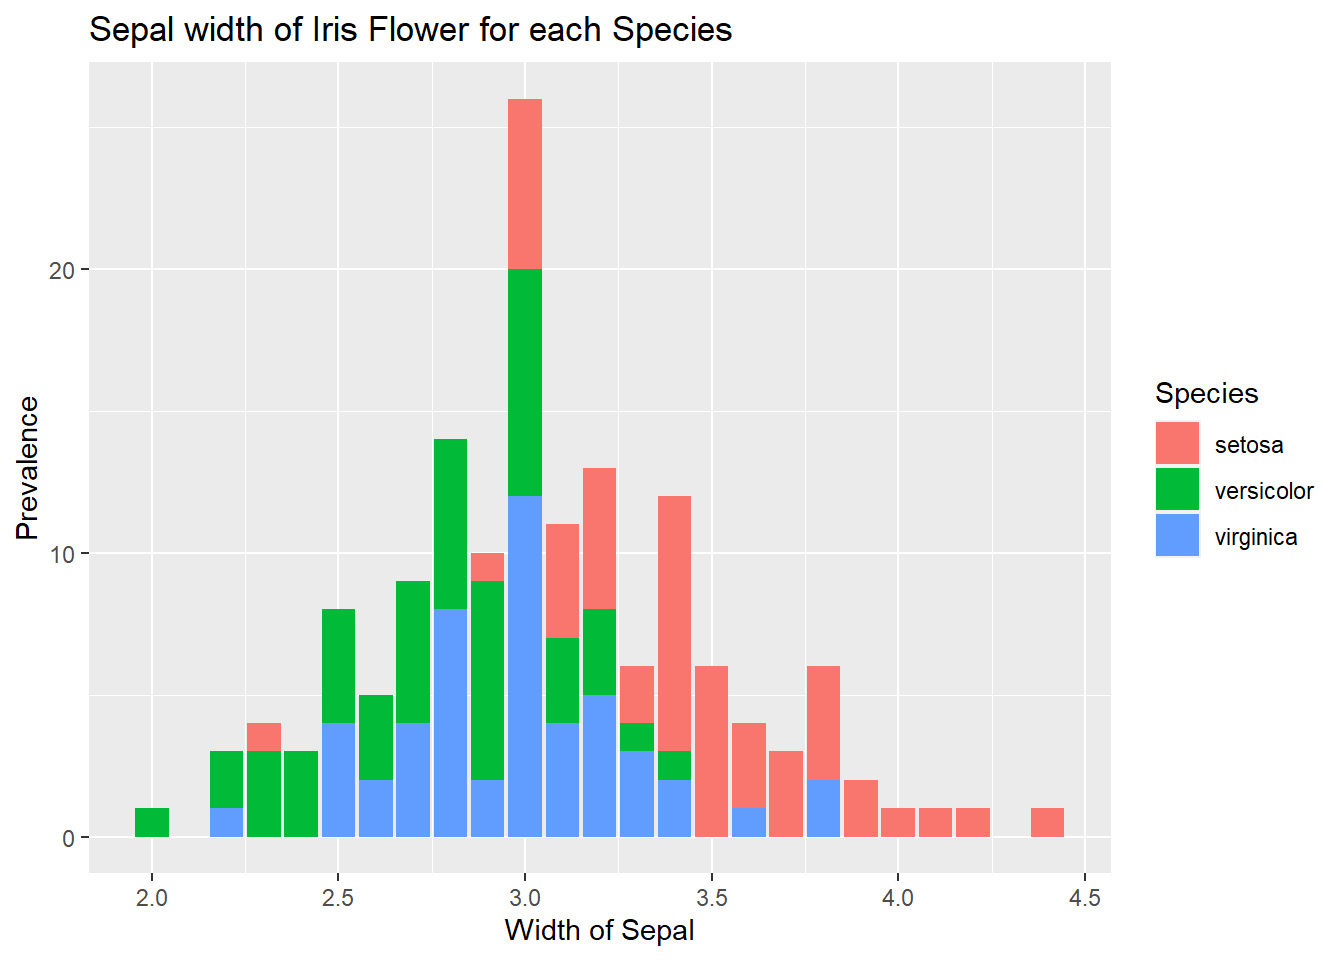 Sepal width of Iris Flower for each Species
Prevalence
20
10
0
2.0 2.5 3.0 3.5 4.0 4.5
Width of Sepal
Species
setosa
versicolor
virginica